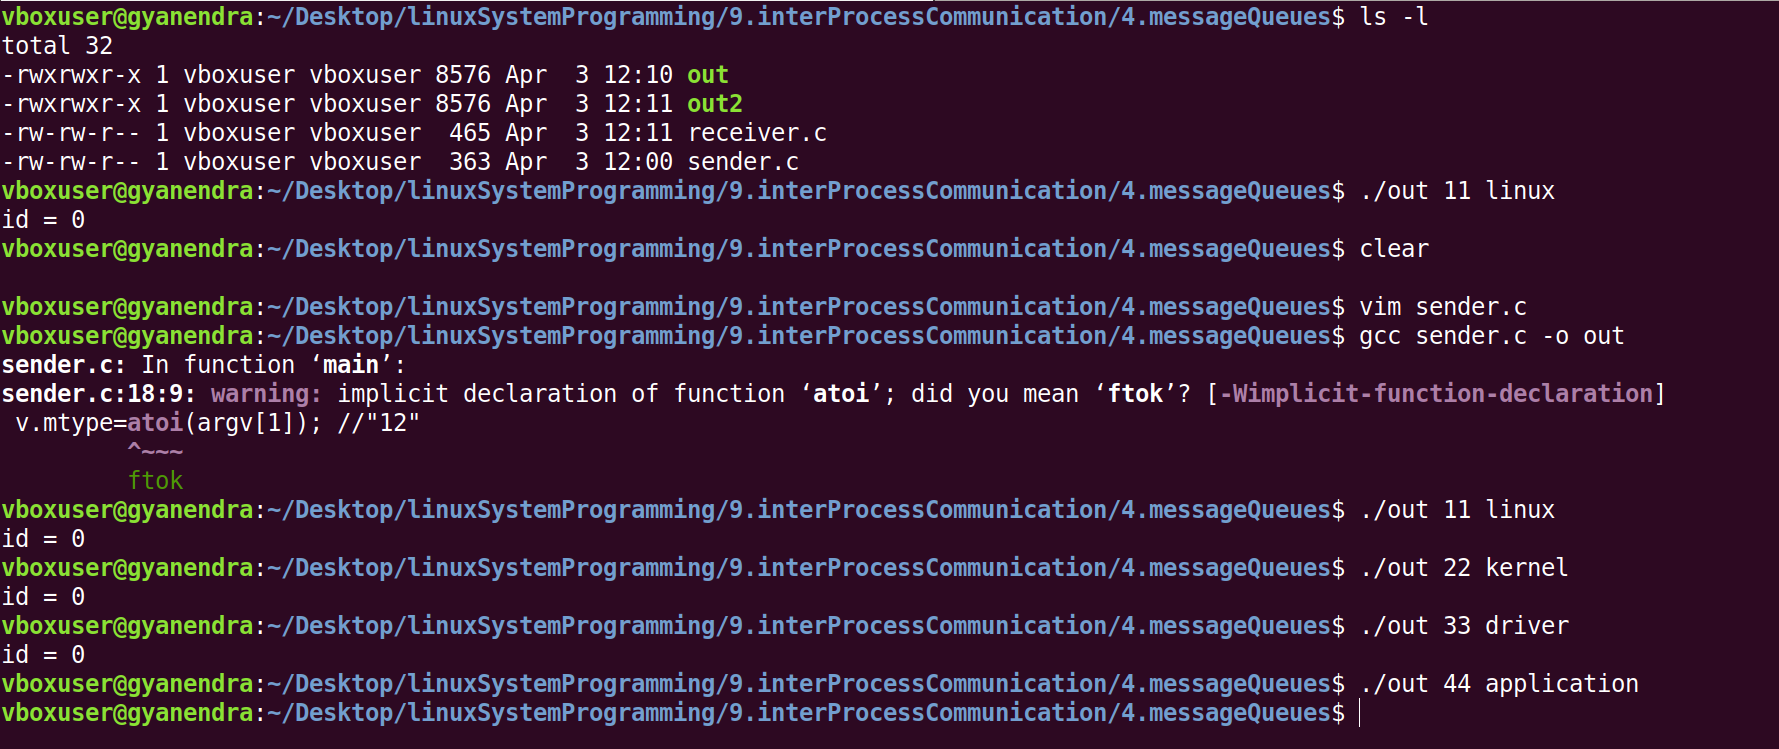 vboxuser@gyanendra:~/Desktop/linuxSystemProgramming/9.interProcessCommunication/4.messageQueues$ ls -l
total 32
-rwxrwxr-x 1 vboxuser vboxuser 8576 Apr  3 12:10 out
-rwxrwxr-x 1 vboxuser vboxuser 8576 Apr  3 12:11 out2
-rw-rw-r-- 1 vboxuser vboxuser  465 Apr  3 12:11 receiver.c
-rw-rw-r-- 1 vboxuser vboxuser  363 Apr  3 12:00 sender.c
vboxuser@gyanendra:~/Desktop/linuxSystemProgramming/9.interProcessCommunication/4.messageQueues$ ./out 11 linux
id = 0
vboxuser@gyanendra:~/Desktop/linuxSystemProgramming/9.interProcessCommunication/4.messageQueues$ clear
vboxuser@gyanendra:~/Desktop/linuxSystemProgramming/9.interProcessCommunication/4.messageQueues$ vim sender.c
vboxuser@gyanendra:~/Desktop/linuxSystemProgramming/9.interProcessCommunication/4.messageQueues$ gcc sender.c -o out
sender.c: In function ‘main’:
sender.c:18:9: warning: implicit declaration of function ‘atoi’; did you mean ‘ftok’? [-Wimplicit-function-declaration]
 v.mtype=atoi(argv[1]); //"12"
         ^~~~
         ftok
vboxuser@gyanendra:~/Desktop/linuxSystemProgramming/9.interProcessCommunication/4.messageQueues$ ./out 11 linux
id = 0
vboxuser@gyanendra:~/Desktop/linuxSystemProgramming/9.interProcessCommunication/4.messageQueues$ ./out 22 kernel
id = 0
vboxuser@gyanendra:~/Desktop/linuxSystemProgramming/9.interProcessCommunication/4.messageQueues$ ./out 33 driver
id = 0
vboxuser@gyanendra:~/Desktop/linuxSystemProgramming/9.interProcessCommunication/4.messageQueues$ ./out 44 application
vboxuser@gyanendra:~/Desktop/linuxSystemProgramming/9.interProcessCommunication/4.messageQueues$